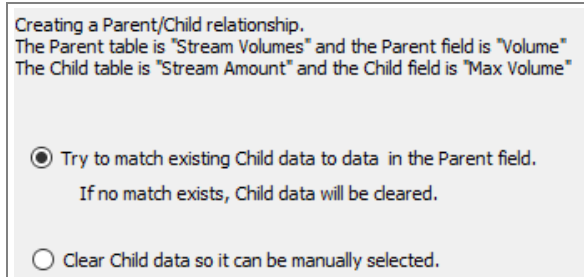 Creating a Parent/Child relationship.
The Parent table is "Stream Volumes" and the Parent field is "Volume"
The Child table is "Stream Amount" and the Child field is "Max Volume"
Try to match existing Child data to data in the Parent field.
If no match exists, Child data will be cleared.
Clear Child data so it can be manually selected.